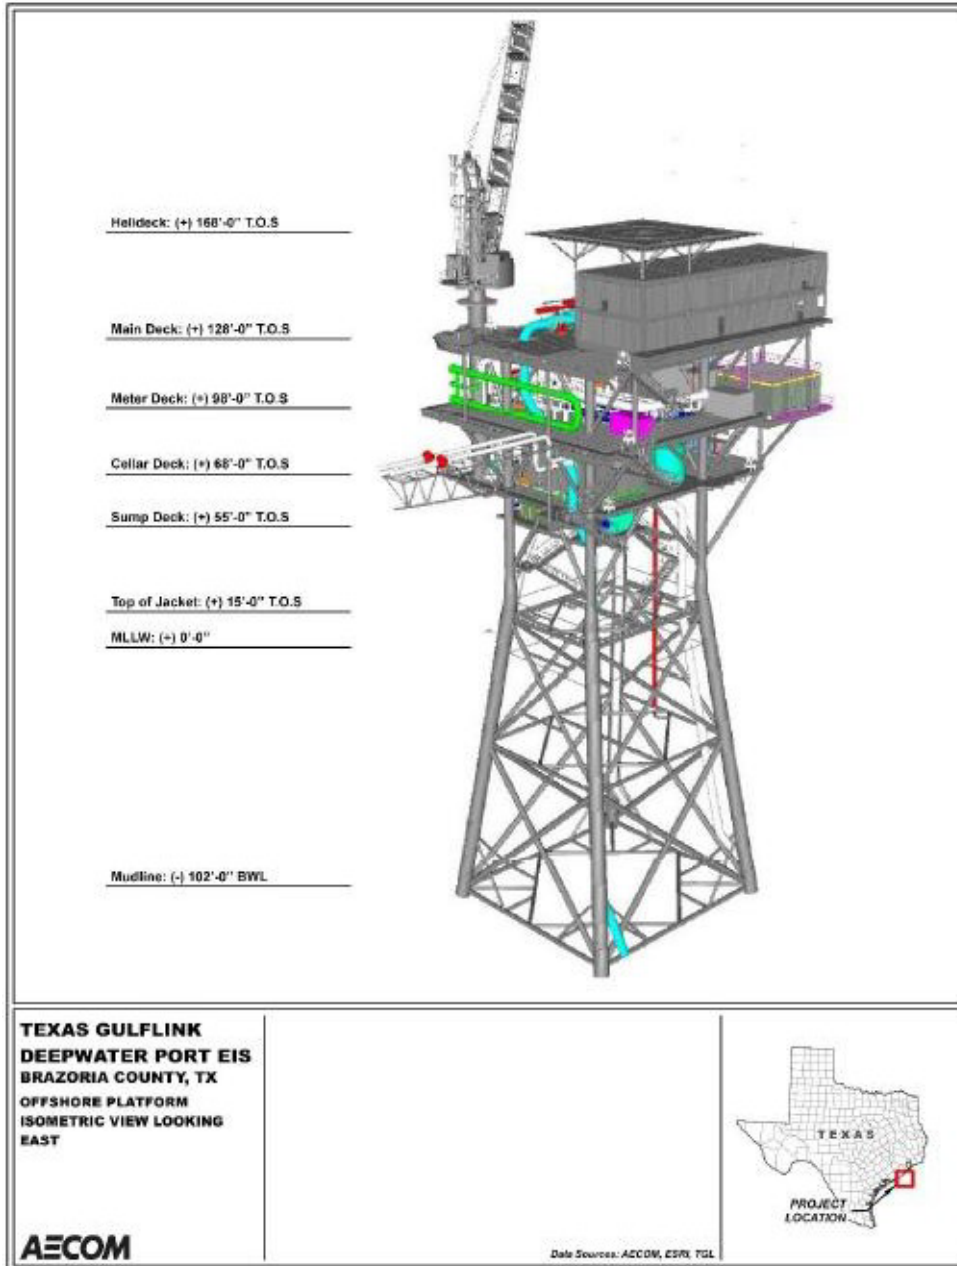 Helideck: (+) 168'-0" T.O.S
Main Deck: (+) 128'-0" T.O.S
Meter Deck: (+) 98'-0" T.O.S
Cellar Deck: (+) 68'-0" T.O.S
Sump Deck: (+) 55'-0" T.O.S
Top of Jacket: (+) 15'-0" T.O.S
MLLW: (+) 0'-0"
Mudline: (-) 102'-0" BWL
TEXAS GULFLINK
DEEPWATER PORT EIS
BRAZORIA COUNTY, TX
OFFSHORE PLATFORM
ISOMETRIC VIEW LOOKING
EAST
AECOM
TEXAS
PROJECT
LOCATION
Data Sources: AECOM, ESRI, TGL